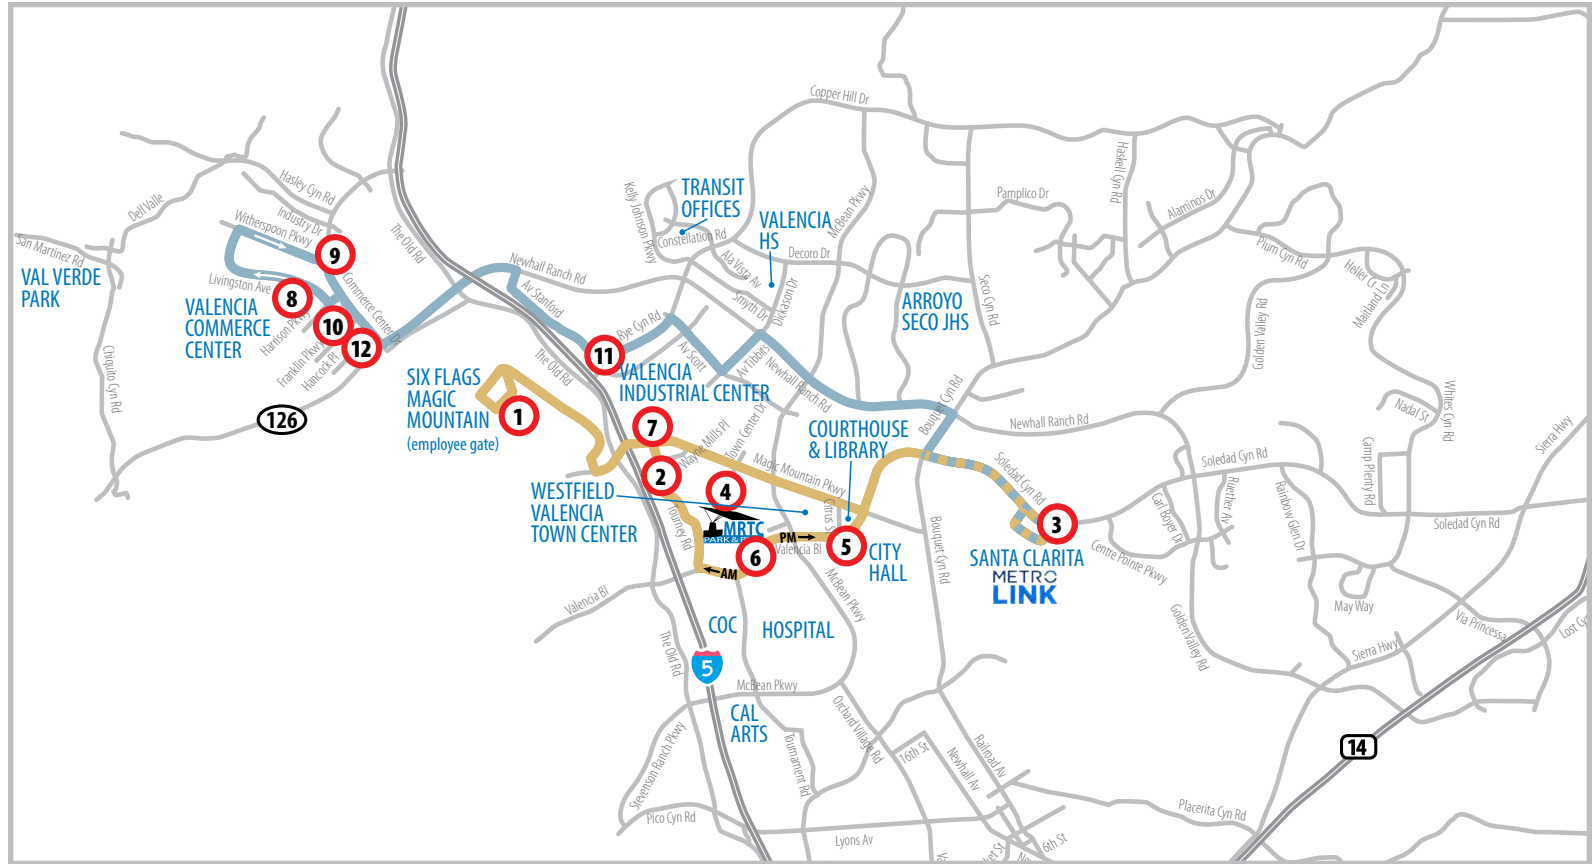 Copper Hill Dr
Haskell Cyn Rd
Hasley Cyn Rd
Dell Valle
Kelly Johnson Pkwy
TRANSIT
OFFICES
McBean Pkwy
Pamplico Dr
Alaminos Dr
Industry Dr
Witherspoon Pkwy
San Martinez Rd
The Old Rd
Constellation Rd
VALENCIA
HS
Decoro Dr
Plum Cyn Rd
9
Newhall Ranch Rd
Ala Vista Av
Heller Cr
VAL VERDE
PARK
Livingston Ave
8
Commerce Center Dr
Av Stanford
Smyth Dr
Dickason Dr
Seco Cyn Rd
Maitland Ln
VALENCIA
COMMERCE
CENTER
Harrison Pkwy
10
12
Franklin Pkwy
Hancock Pl
Rye Cyn Rd
ARROYO
SECO JHS
Golden Valley Rd
Chiquito Cyn Rd
The Old Rd
11
Av Scott
Av Tibbits
Newhall Ranch Rd
VALENCIA
INDUSTRIAL CENTER
SIX FLAGS
MAGIC
MOUNTAIN
(employee gate)
1
126
7
Wayne Mills Pl
Town Center Dr
COURTHOUSE
& LIBRARY
Bouquet Cyn Rd
Newhall Ranch Rd
Nadal St
Whites Cyn Rd
Sierra Hwy
2
Magic Mountain Pkwy
Soledad Cyn Rd
Soledad Cyn Rd
Camp Plenty Rd
4
WESTFIELD
VALENCIA
TOWN CENTER
Tourney Rd
MRTC
Ruether Av
Rainbow Glen Dr
Carl Boyer Dr
Soledad Cyn Rd
3
PM
Valencia Bl
5
CITY
HALL
6
AM
Bouquet Cyn Rd
SANTA CLARITA
METRO
LINK
Centre Pointe Pkwy
Valencia Bl
McBean Pkwy
COC
HOSPITAL
May Way
Via Princessa
Golden Valley Rd
Sierra Hwy
The Old Rd
5
McBean Pkwy
CAL
ARTS
Orchard Village Rd
Stevenson Ranch Pkwy
Tournament Rd
16th St
Newhall Av
Railroad Av
14
Placerita Cyn Rd
Pico Cyn Rd
Lyons Av
6th St